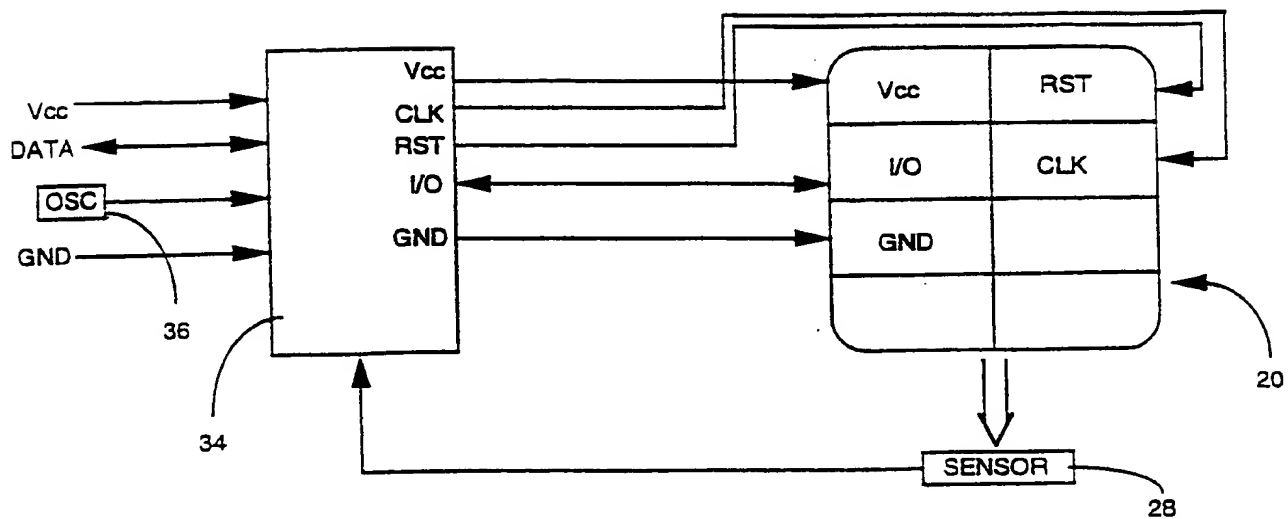 Vcc
DATA
OSC
GND
36
34
Vcc
CLK
RST
I/O
GND
Vcc
RST
I/O
CLK
GND
20
SENSOR
28